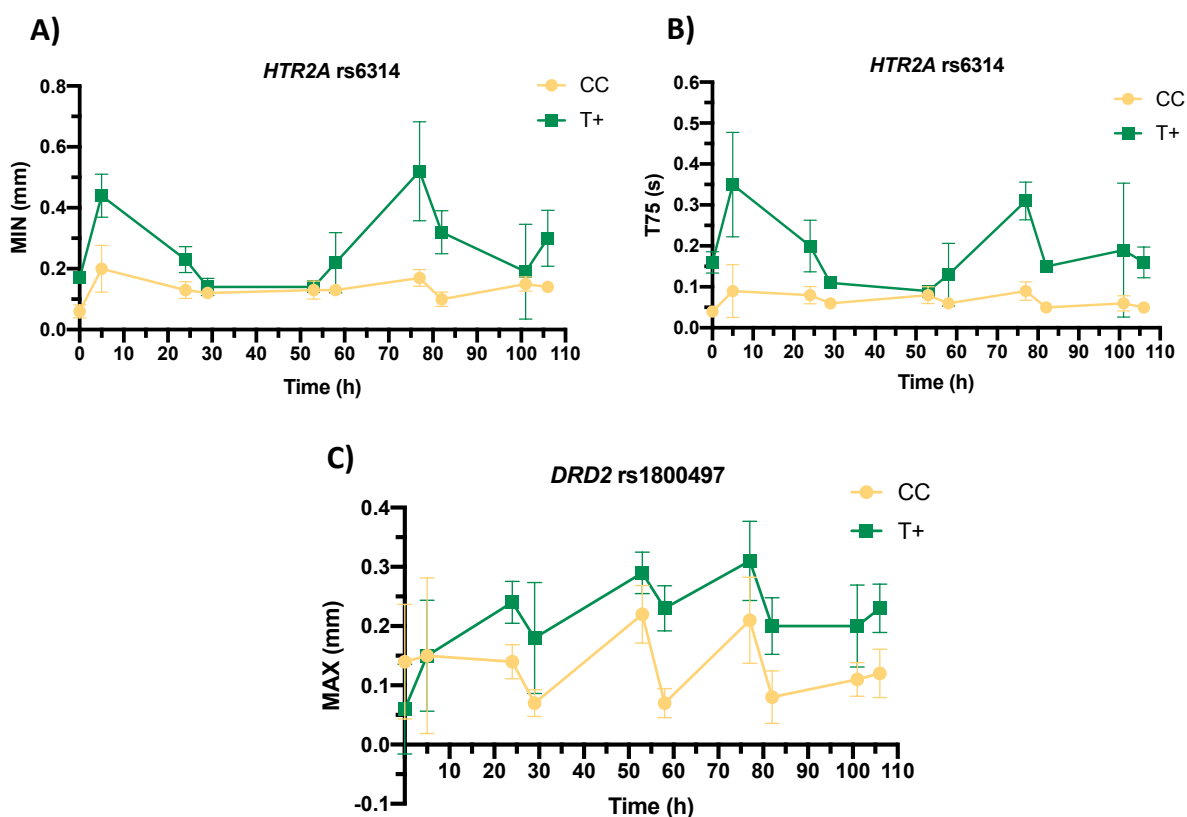 A)
HTR2A rs6314
CC
T+
MIN (mm)
0.8
0.6
0.4
0.2
0.0
0 10 20 30 40 50 60 70 80 90 100 110
Time (h)
B)
HTR2A rs6314
CC
T+
T75 (s)
0.6
0.5
0.4
0.3
0.2
0.1
0.0
0 10 20 30 40 50 60 70 80 90 100 110
Time (h)
C)
DRD2 rs1800497
CC
T+
MAX (mm)
0.4
0.3
0.2
0.1
0.0
-0.1
10 20 30 40 50 60 70 80 90 100 110
Time (h)